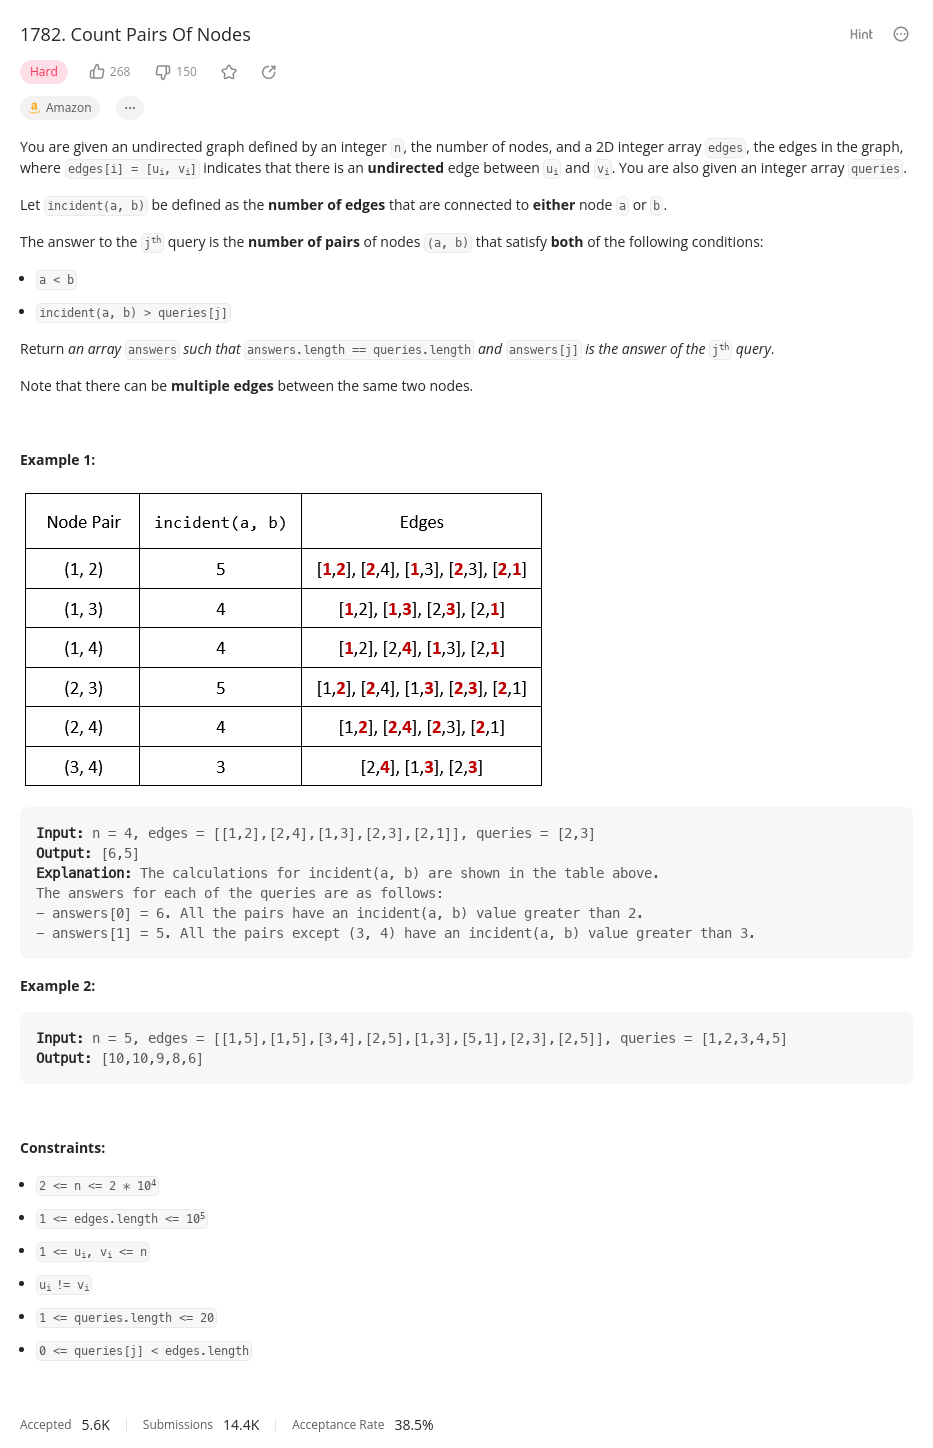 1782. Count Pairs Of Nodes
Hint
Hard 268 150
Amazon ...
You are given an undirected graph defined by an integer n, the number of nodes, and a 2D integer array edges, the edges in the graph,
where edges[i] = [uᵢ, vᵢ] indicates that there is an undirected edge between uᵢ and vᵢ. You are also given an integer array queries.
Let incident(a, b) be defined as the number of edges that are connected to either node a or b.
The answer to the jᵗʰ query is the number of pairs of nodes (a, b) that satisfy both of the following conditions:
• a < b
• incident(a, b) > queries[j]
Return an array answers such that answers.length == queries.length and answers[j] is the answer of the jᵗʰ query.
Note that there can be multiple edges between the same two nodes.
Example 1:
Node Pair incident(a, b) Edges
(1, 2) 5 [1,2], [2,4], [1,3], [2,3], [2,1]
(1, 3) 4 [1,2], [1,3], [2,3], [2,1]
(1, 4) 4 [1,2], [2,4], [1,3], [2,1]
(2, 3) 5 [1,2], [2,4], [1,3], [2,3], [2,1]
(2, 4) 4 [1,2], [2,4], [2,3], [2,1]
(3, 4) 3 [2,4], [1,3], [2,3]
Input: n = 4, edges = [[1,2],[2,4],[1,3],[2,3],[2,1]], queries = [2,3]
Output: [6,5]
Explanation: The calculations for incident(a, b) are shown in the table above.
The answers for each of the queries are as follows:
− answers[0] = 6. All the pairs have an incident(a, b) value greater than 2.
− answers[1] = 5. All the pairs except (3, 4) have an incident(a, b) value greater than 3.
Example 2:
Input: n = 5, edges = [[1,5],[1,5],[3,4],[2,5],[1,3],[5,1],[2,3],[2,5]], queries = [1,2,3,4,5]
Output: [10,10,9,8,6]
Constraints:
• 2 <= n <= 2 * 10⁴
• 1 <= edges.length <= 10⁵
• 1 <= uᵢ, vᵢ <= n
• uᵢ != vᵢ
• 1 <= queries.length <= 20
• 0 <= queries[j] < edges.length
Accepted 5.6K Submissions 14.4K Acceptance Rate 38.5%